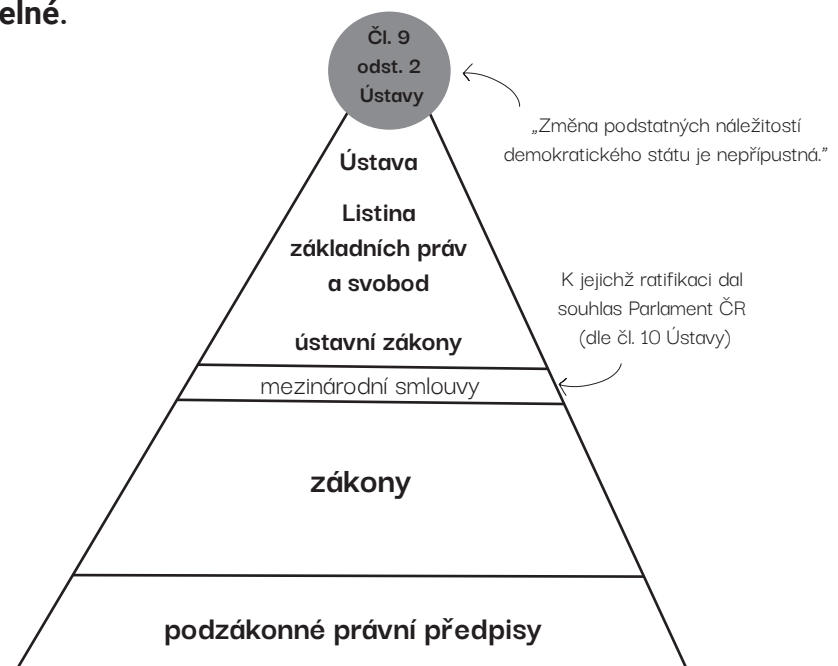 elné.
Čl. 9
odst. 2
Ústavy
„Změna podstatných náležitostí
demokratického státu je nepřípustná.”
Ústava
Listina
základních práv
a svobod
K jejichž ratifikaci dal
souhlas Parlament ČR
(dle čl. 10 Ústavy)
ústavní zákony
mezinárodní smlouvy
zákony
podzákonné právní předpisy